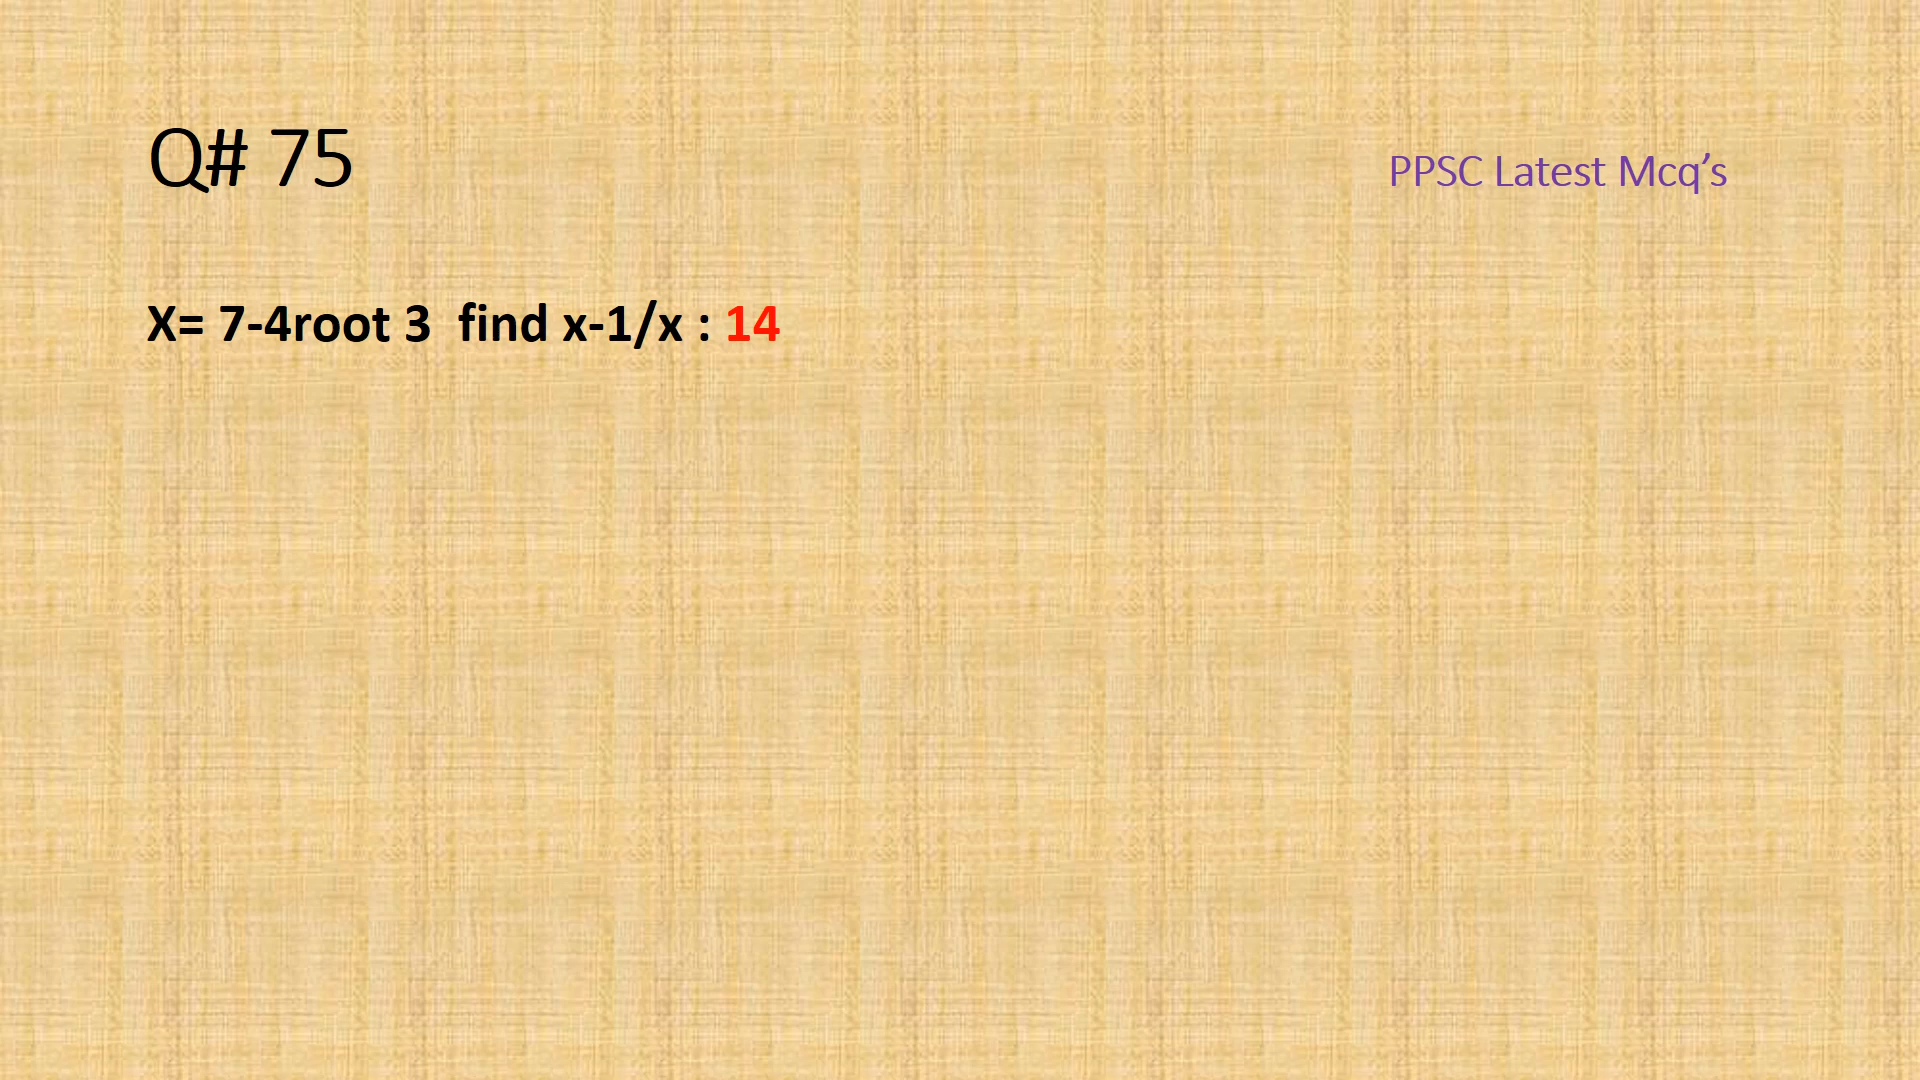 Q# 75
PPSC Latest Mcq’s
X= 7-4root 3  find x-1/x : 14